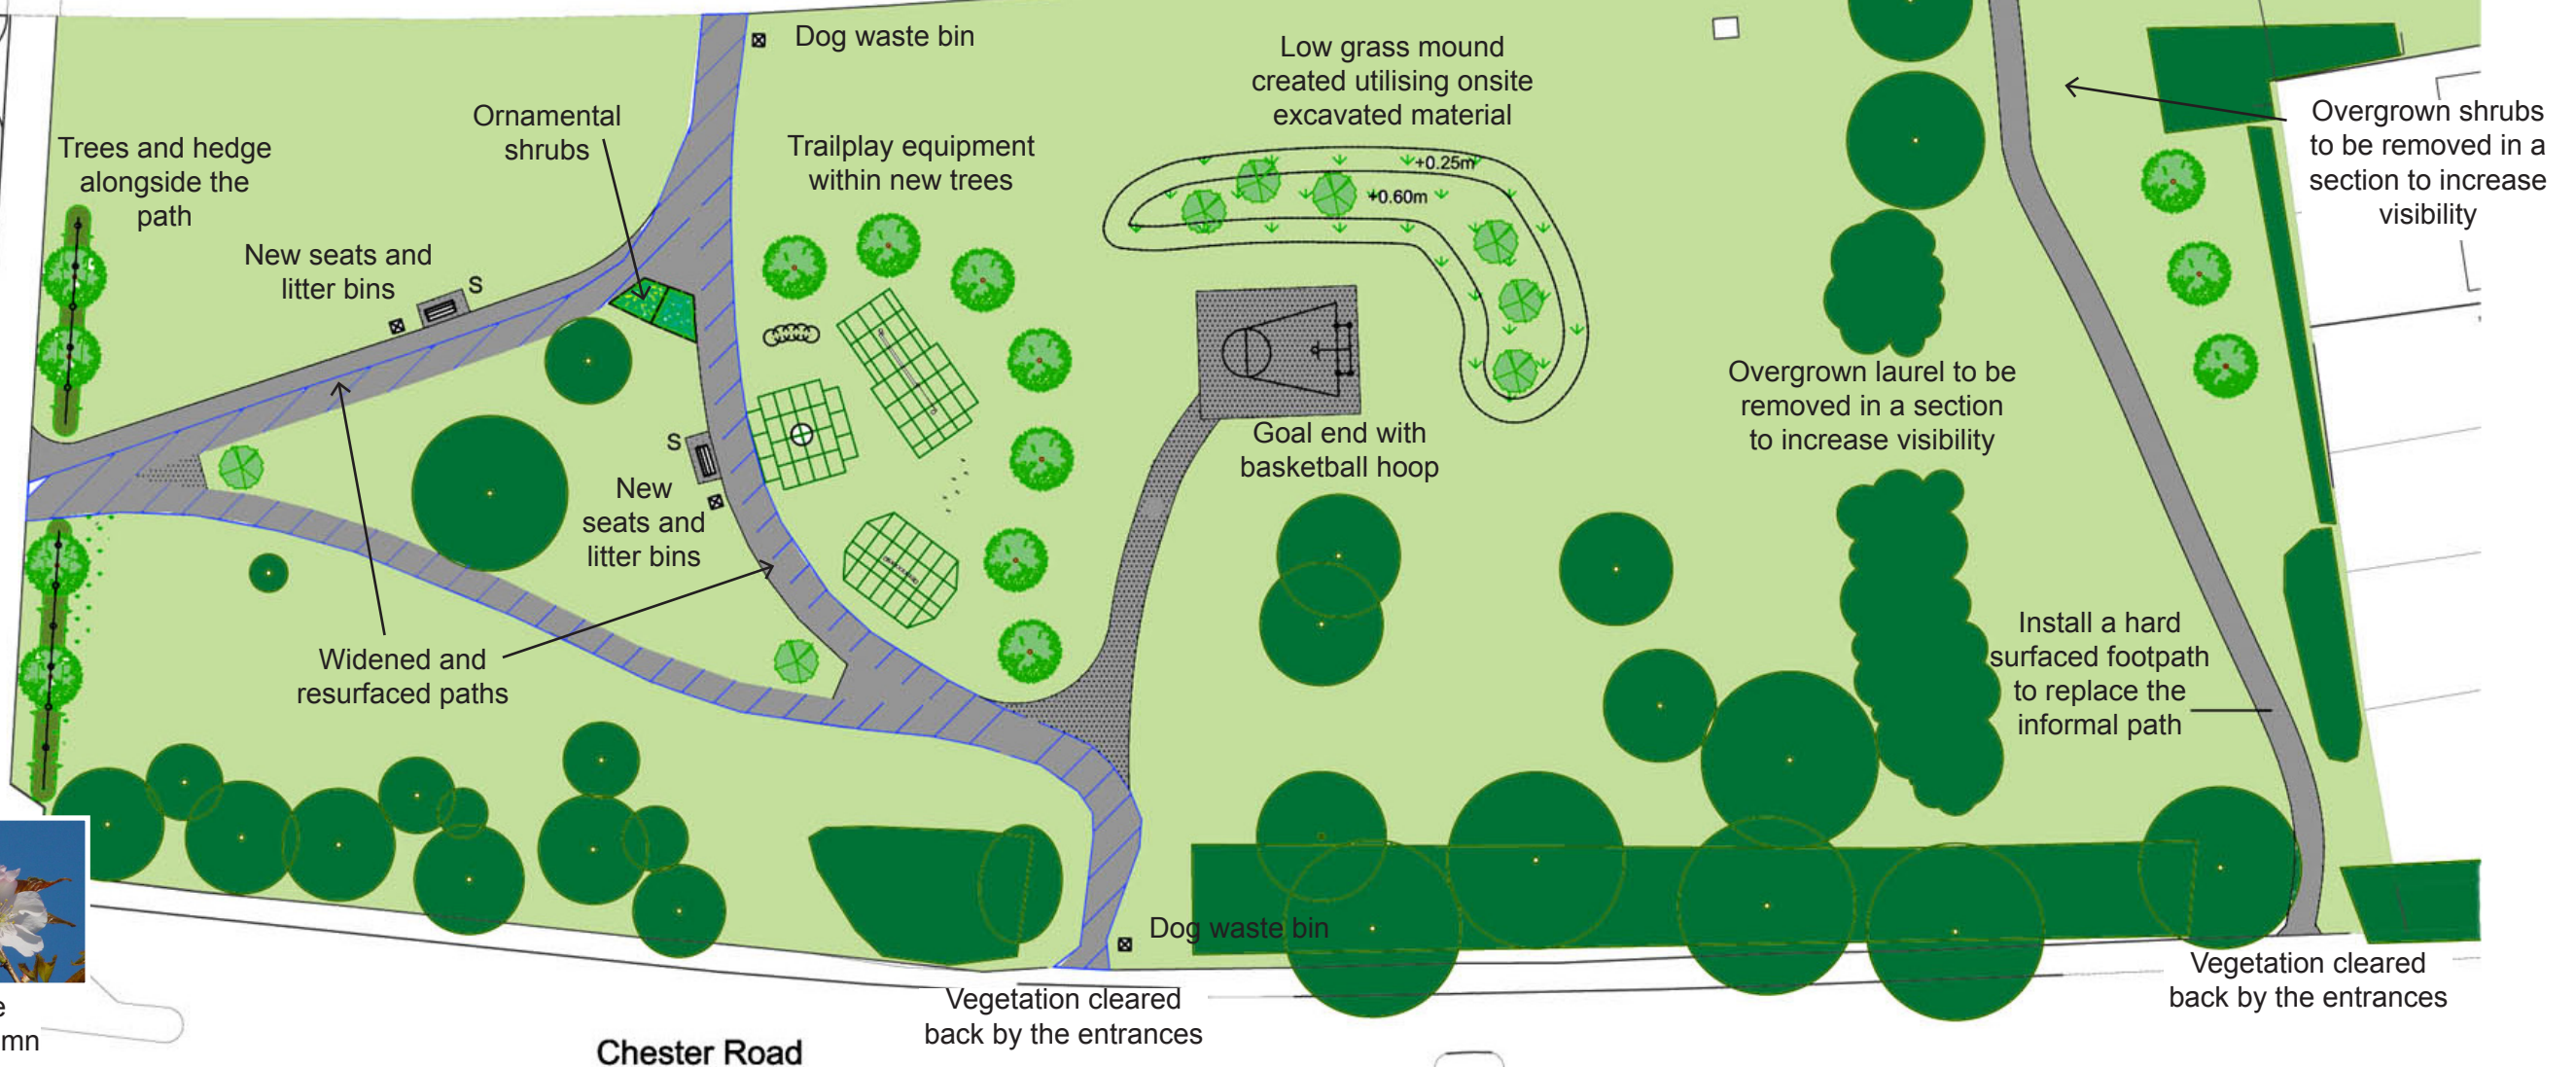 Dog waste bin
Low grass mound
created utilising onsite
excavated material
Ornamental
shrubs
Trailplay equipment
within new trees
Trees and hedge
alongside the
path
Overgrown shrubs
to be removed in a
section to increase
visibility
+0.25m
+0.60m
New seats and
litter bins
S
Overgrown laurel to be
removed in a section
to increase visibility
Goal end with
basketball hoop
S
New
seats and
litter bins
Widened and
resurfaced paths
Install a hard
surfaced footpath
to replace the
informal path
Dog waste bin
Vegetation cleared
back by the entrances
Vegetation cleared
back by the entrances
e
mn
Chester Road